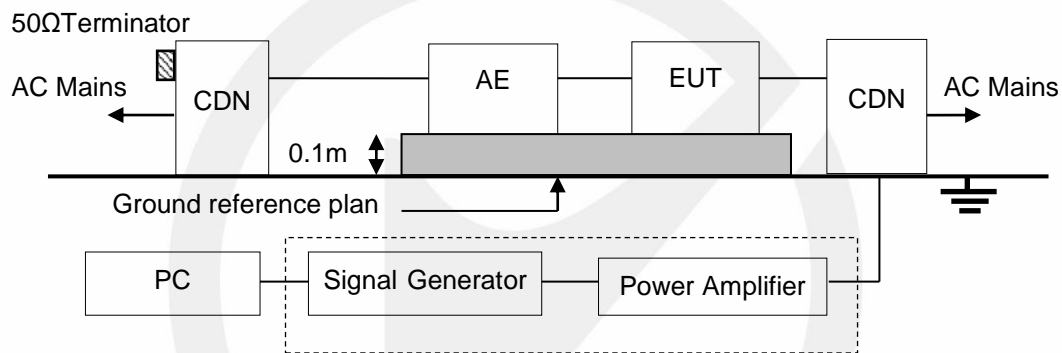 50ΩTerminator
AC Mains
CDN
AE
EUT
CDN
AC Mains
0.1m
Ground reference plan
PC
Signal Generator
Power Amplifier